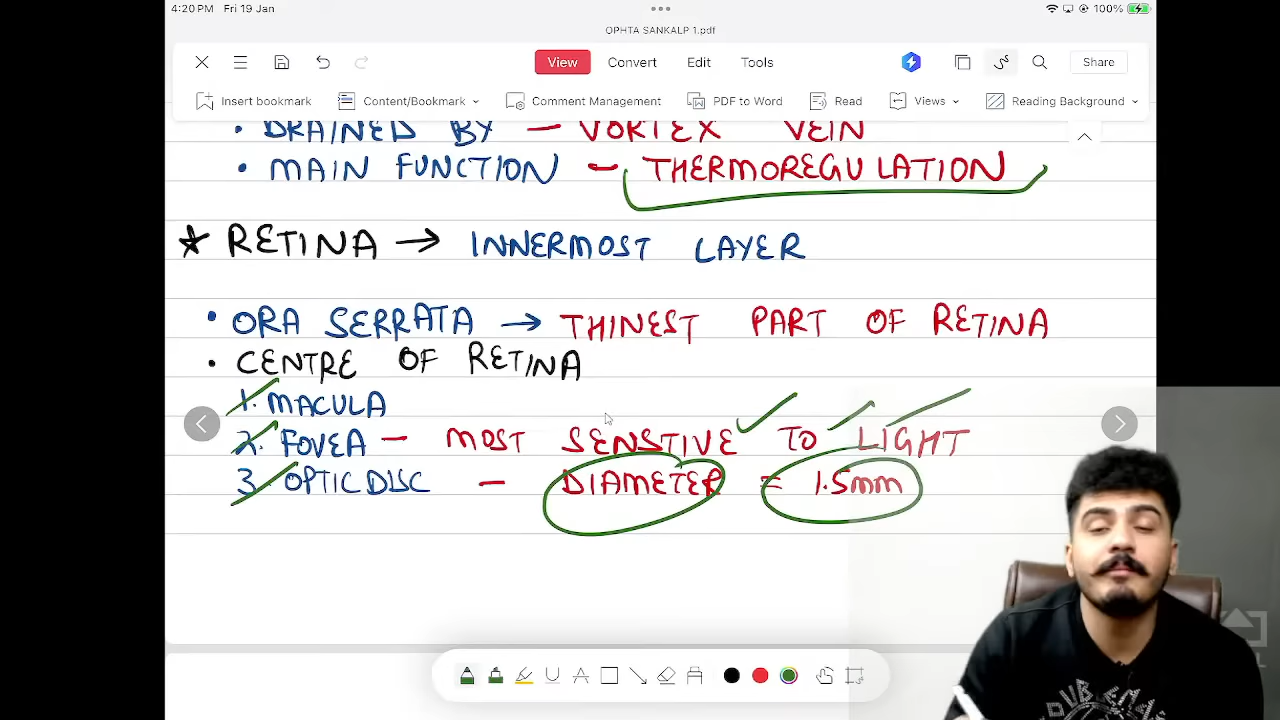 4:20 PM Fri 19 Jan
100%
OPHTA SANKALP 1.pdf
View Comvert Edit Tools
Share
Insert bookmark Content/Bookmark Comment Management PDF to Word Read Views Reading Background
• DRAINED BY — VORTEX VEIN
• MAIN FUNCTION — THERMOREGULATION
★ RETINA → INNERMOST LAYER
• ORA SERRATA → THINEST PART OF RETINA
• CENTRE OF RETINA
1. MACULA
2. FOVEA — MOST SENSTIVE TO LIGHT
3. OPTIC DISC — DIAMETER = 1.5mm